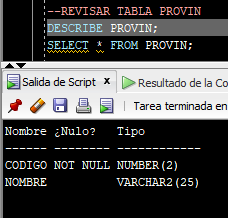 --REVISAR TABLA PROVIN
DESCRIBE PROVIN;
SELECT * FROM PROVIN;
Salida de Script × Resultado de la Co
Tarea terminada en
Nombre ¿Nulo? Tipo
------ -------- ------------
CODIGO NOT NULL NUMBER(2)
NOMBRE VARCHAR2(25)